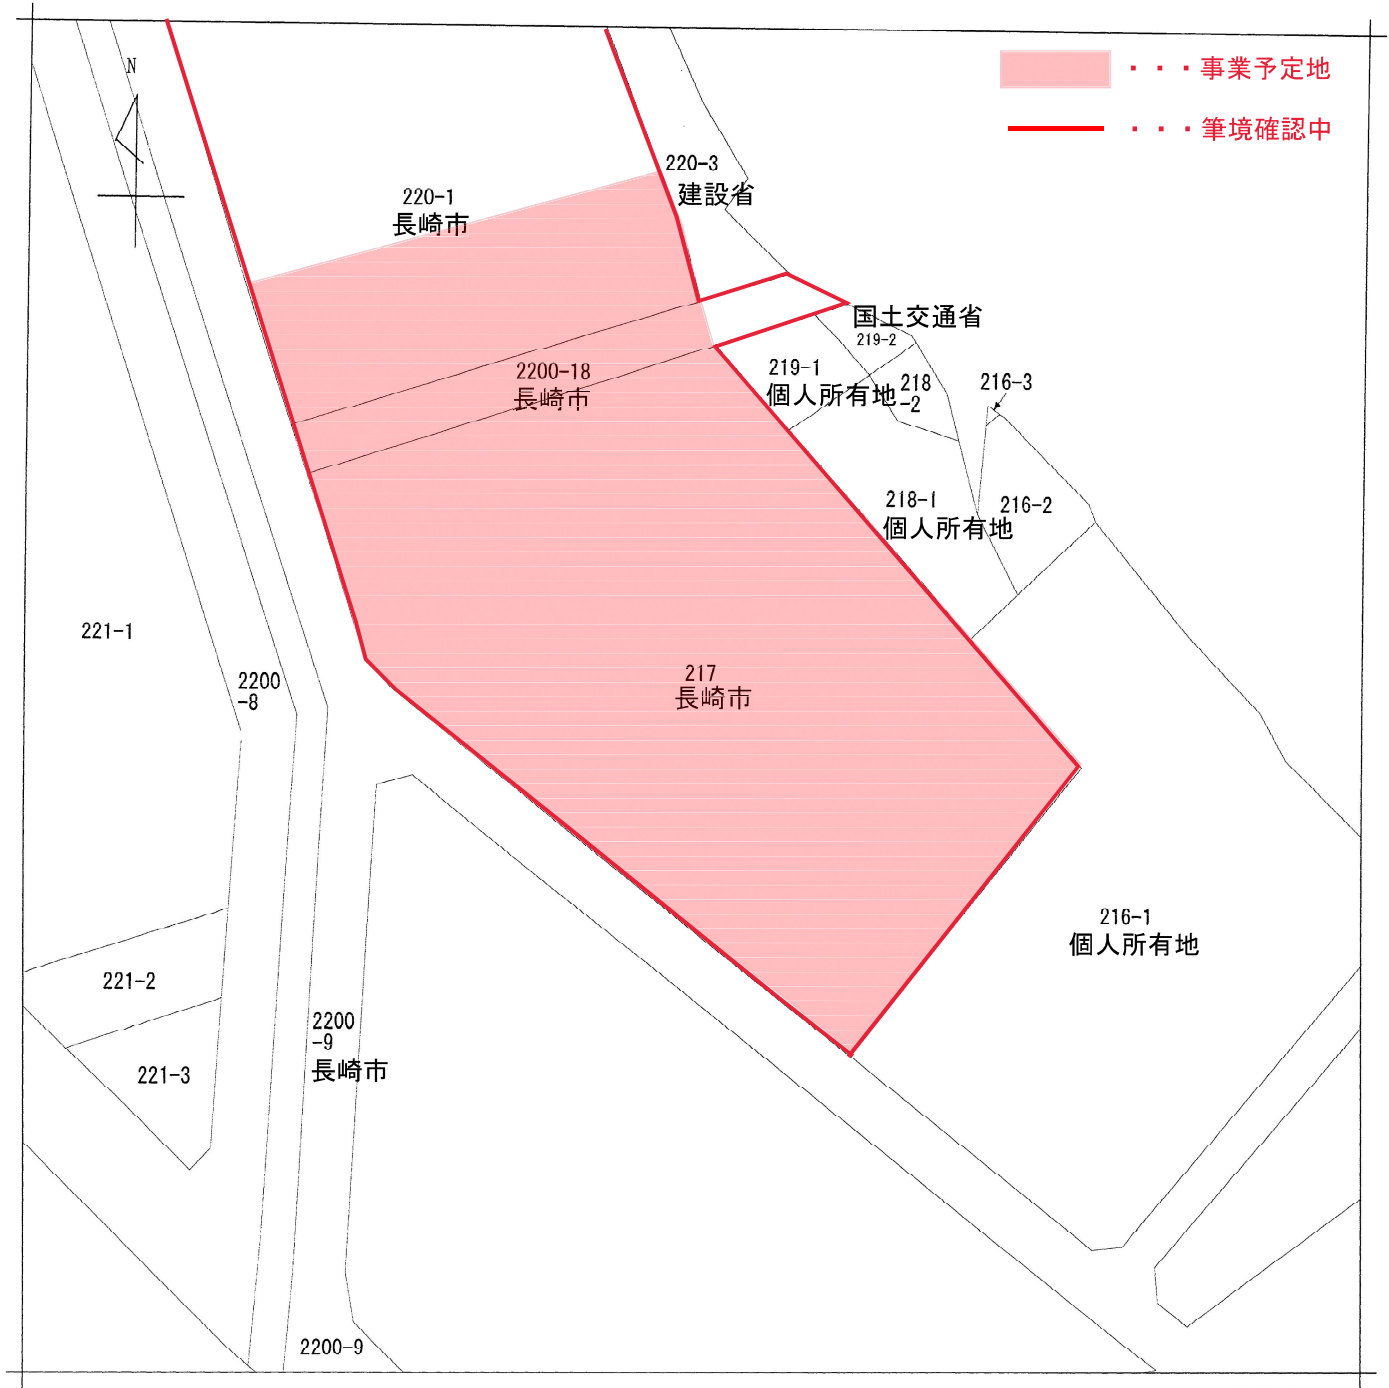 N
・・・事業予定地
・・・筆境確認中
220-3
建設省
220-1
長崎市
国土交通省
219-2
2200-18
長崎市
219-1
個人所有地
218
-2
216-3
218-1
個人所有地
216-2
221-1
2200
-8
217
長崎市
216-1
個人所有地
221-2
2200
-9
長崎市
221-3
2200-9